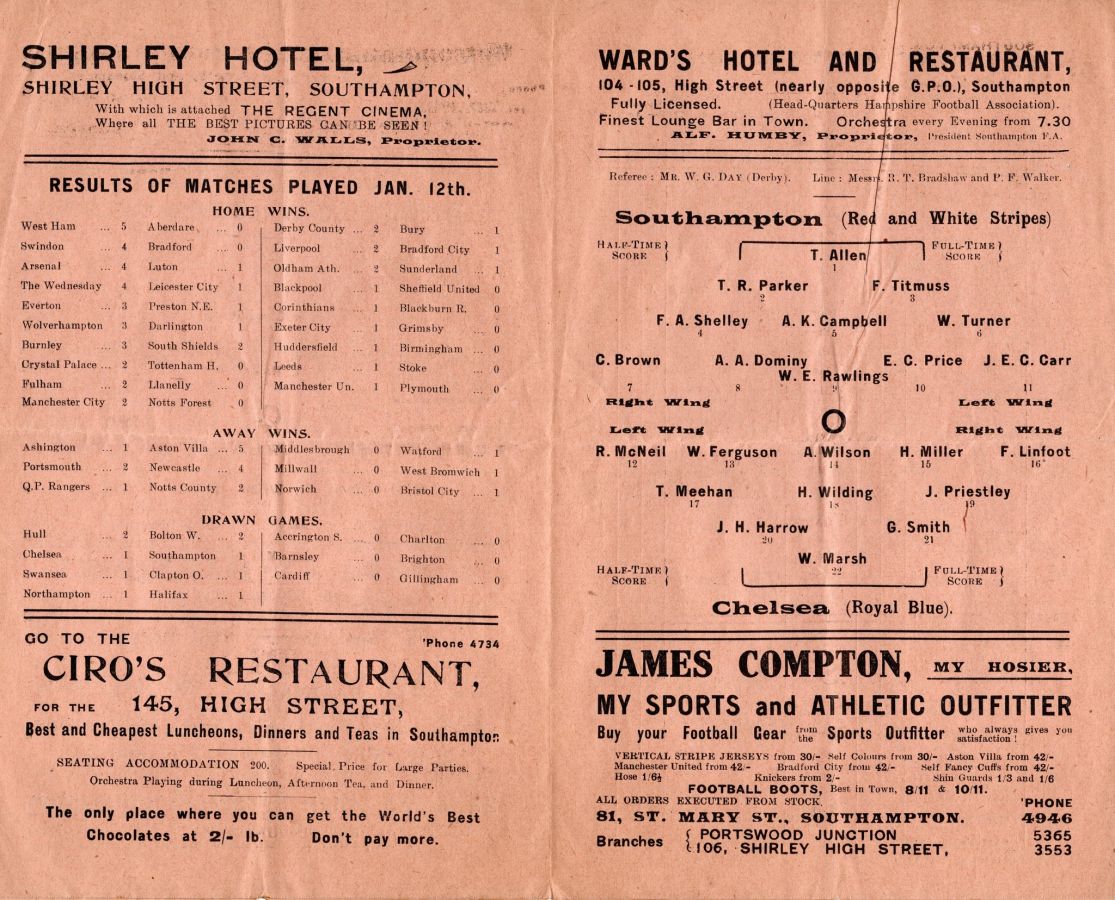 SHIRLEY HOTEL,
SHIRLEY HIGH STREET, SOUTHAMPTON,
With which is attached THE REGENT CINEMA,
Where all THE BEST PICTURES CAN BE SEEN!
JOHN C. WALLS, Proprietor.
RESULTS OF MATCHES PLAYED JAN. 12th.
HOME WINS.
West Ham ... 5 Aberdare ... 0 Derby County ... 2 Bury ... 1
Swindon ... 4 Bradford ... 0 Liverpool ... 2 Bradford City 1
Arsenal ... 4 Luton ... 1 Oldham Ath. ... 2 Sunderland ... 1
The Wednesday 4 Leicester City 1 Blackpool ... 1 Sheffield United 0
Everton ... 3 Preston N.E. 1 Corinthians ... 1 Blackburn R. 0
Wolverhampton 3 Darlington 1 Exeter City ... 1 Grimsby ... 0
Burnley ... 3 South Shields 2 Huddersfield ... 1 Birmingham ... 0
Crystal Palace ... 2 Tottenham H. 0 Leeds ... 1 Stoke ... 0
Fulham ... 2 Llanelly ... 0 Manchester Un. 1 Plymouth ... 0
Manchester City 2 Notts Forest 0
AWAY WINS.
Ashington ... 1 Aston Villa ... 5 Middlesbrough 0 Watford ... 1
Portsmouth ... 2 Newcastle ... 4 Millwall ... 0 West Bromwich 1
Q.P. Rangers ... 1 Notts County ... 2 Norwich ... 0 Bristol City ... 1
DRAWN GAMES.
Hull ... 2 Bolton W. ... 2 Accrington S. ... 0 Charlton ... 0
Chelsea ... 1 Southampton 1 Barnsley ... 0 Brighton ... 0
Swansea ... 1 Clapton O. ... 1 Cardiff ... 0 Gillingham ... 0
Northampton ... 1 Halifax ... 1
GO TO THE 'Phone 4734
CIRO'S RESTAURANT,
FOR THE 145, HIGH STREET,
Best and Cheapest Luncheons, Dinners and Teas in Southampton.
SEATING ACCOMMODATION 200. Special Price for Large Parties.
Orchestra Playing during Luncheon, Afternoon Tea, and Dinner.
The only place where you can get the World's Best
Chocolates at 2/- lb. Don't pay more.
WARD'S HOTEL AND RESTAURANT,
104-105, High Street (nearly opposite G.P.O.), Southampton
Fully Licensed. (Head-Quarters Hampshire Football Association).
Finest Lounge Bar in Town. Orchestra every Evening from 7.30
ALF. HUMBY, Proprietor, President Southampton F.A.
Referee : MR. W. G. DAY (Derby). Line : Messrs. R. T. Bradshaw and P. F. Walker.
Southampton (Red and White Stripes)
HALF-TIME SCORE FULL-TIME SCORE
T. Allen
1
T. R. Parker F. Titmuss
2 3
F. A. Shelley A. K. Campbell W. Turner
4 5 6
C. Brown A. A. Dominy E. C. Price J. E. C. Carr
W. E. Rawlings
7 8 9 10 11
Right Wing Left Wing
O
Left Wing Right Wing
R. McNeil W. Ferguson A. Wilson H. Miller F. Linfoot
12 13 14 15 16
T. Meehan H. Wilding J. Priestley
17 18 19
J. H. Harrow G. Smith
20 21
W. Marsh
22
HALF-TIME SCORE FULL-TIME SCORE
Chelsea (Royal Blue).
JAMES COMPTON, MY HOSIER,
MY SPORTS and ATHLETIC OUTFITTER
Buy your Football Gear from the Sports Outfitter who always gives you satisfaction!
VERTICAL STRIPE JERSEYS from 30/- Self Colours from 30/- Aston Villa from 42/-
Manchester United from 42/- Bradford City from 42/- Self Fancy Cuffs from 42/-
Hose 1/6½ Knickers from 2/- Shin Guards 1/3 and 1/6
FOOTBALL BOOTS, Best in Town, 8/11 & 10/11.
ALL ORDERS EXECUTED FROM STOCK. 'PHONE
81, ST. MARY ST., SOUTHAMPTON. 4946
Branches PORTSWOOD JUNCTION 5365
106, SHIRLEY HIGH STREET, 3553